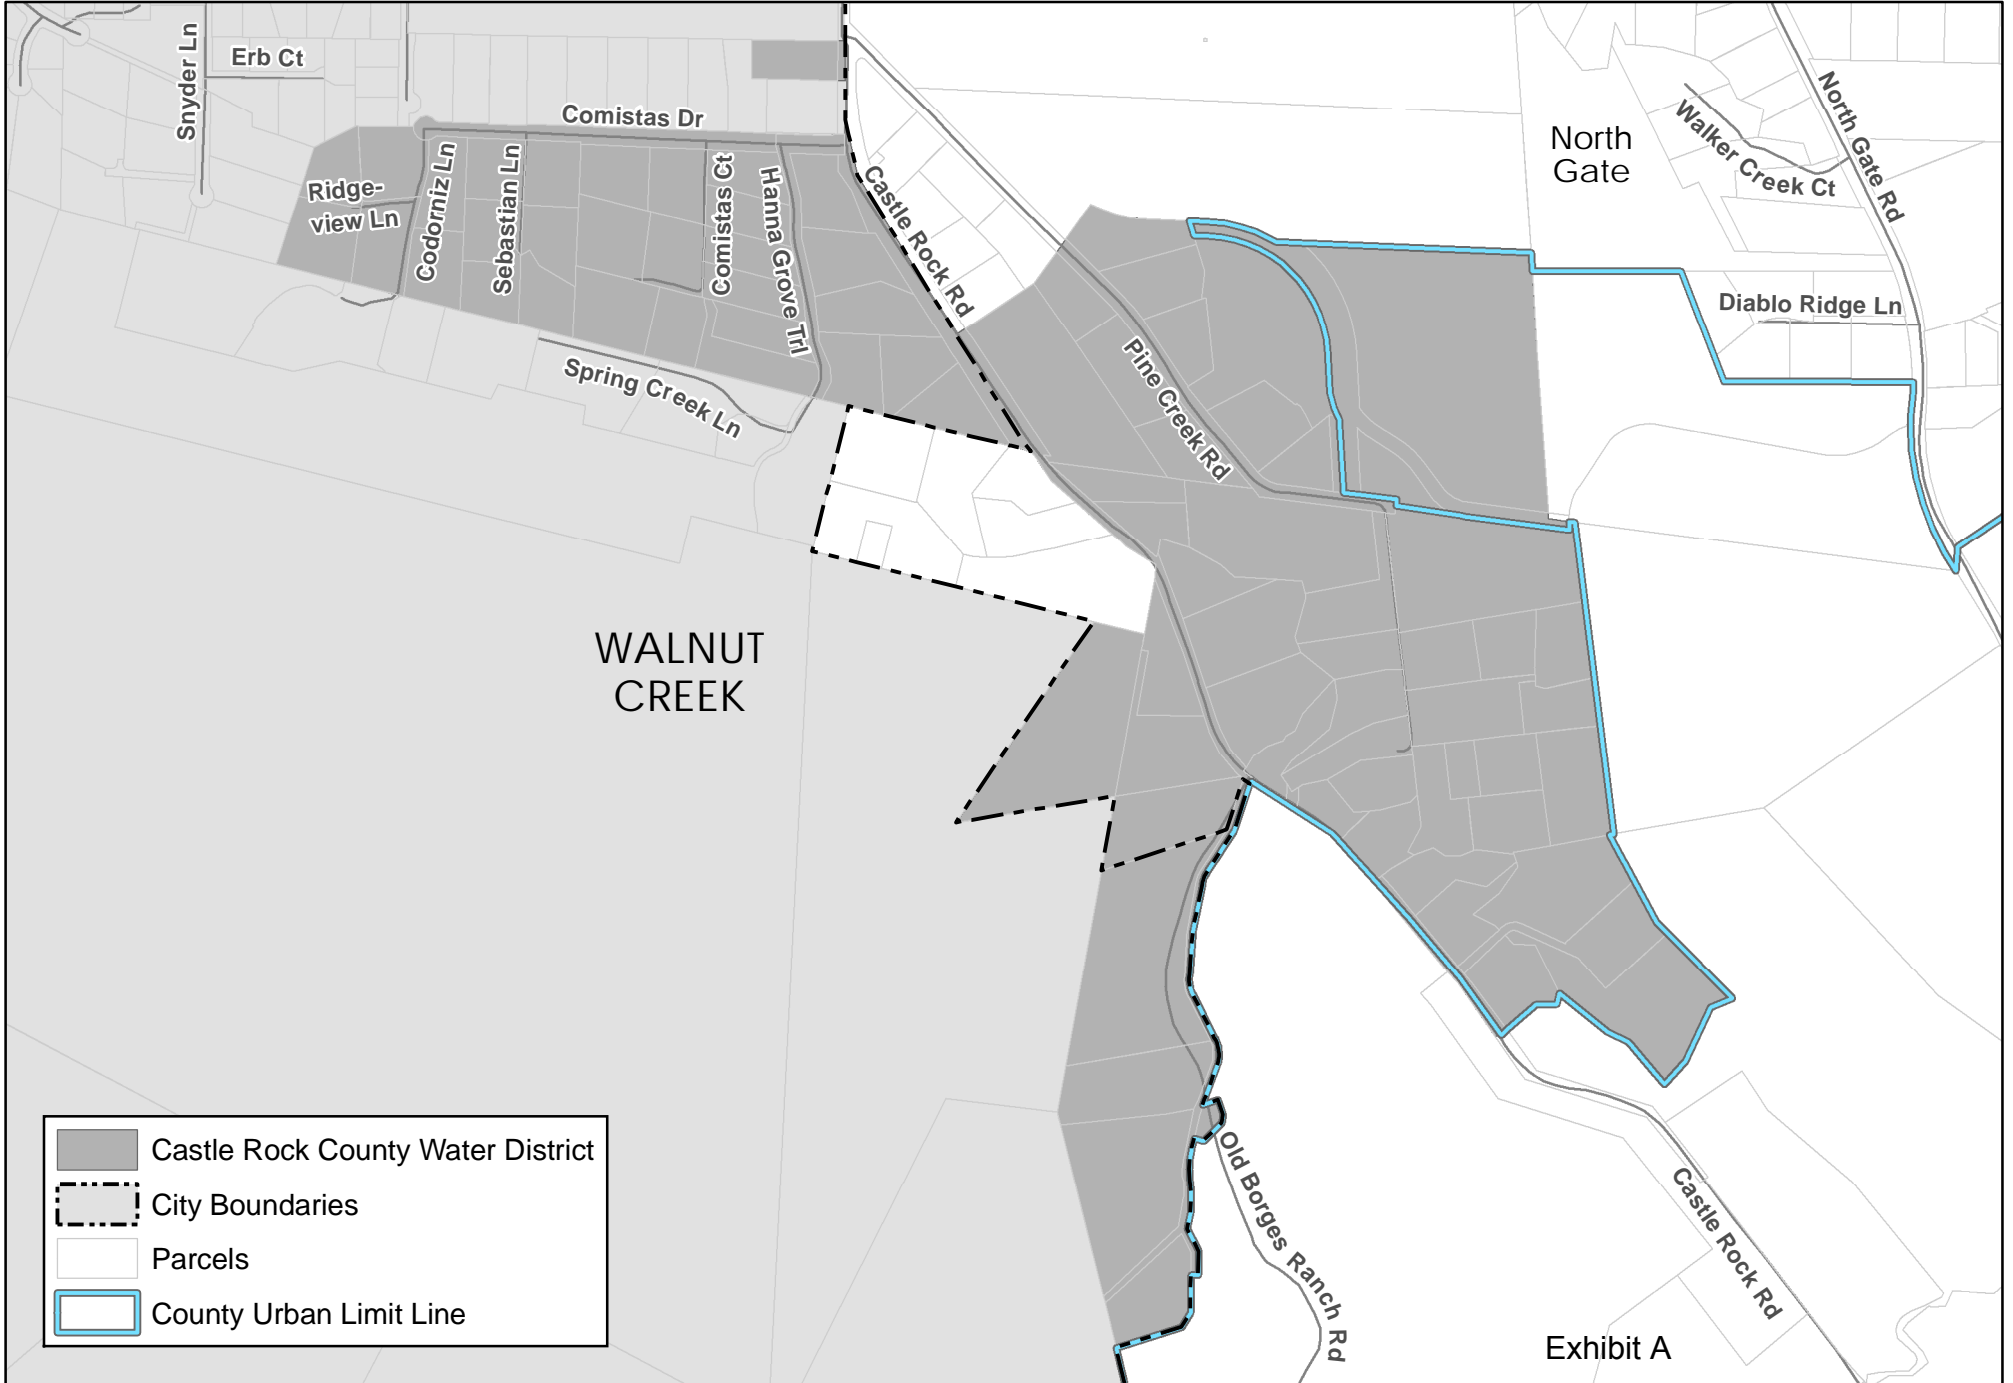 Snyder Ln
Erb Ct
Comistas Dr
Ridge-
view Ln
Codorniz Ln
Sebastian Ln
Comistas Ct
Hanna Grove Trl
Castle Rock Rd
Spring Creek Ln
Pine Creek Rd
North
Gate
Walker Creek Ct
North Gate Rd
Diablo Ridge Ln
WALNUT
CREEK
Old Borges Ranch Rd
Castle Rock Rd
Castle Rock County Water District
City Boundaries
Parcels
County Urban Limit Line
Exhibit A